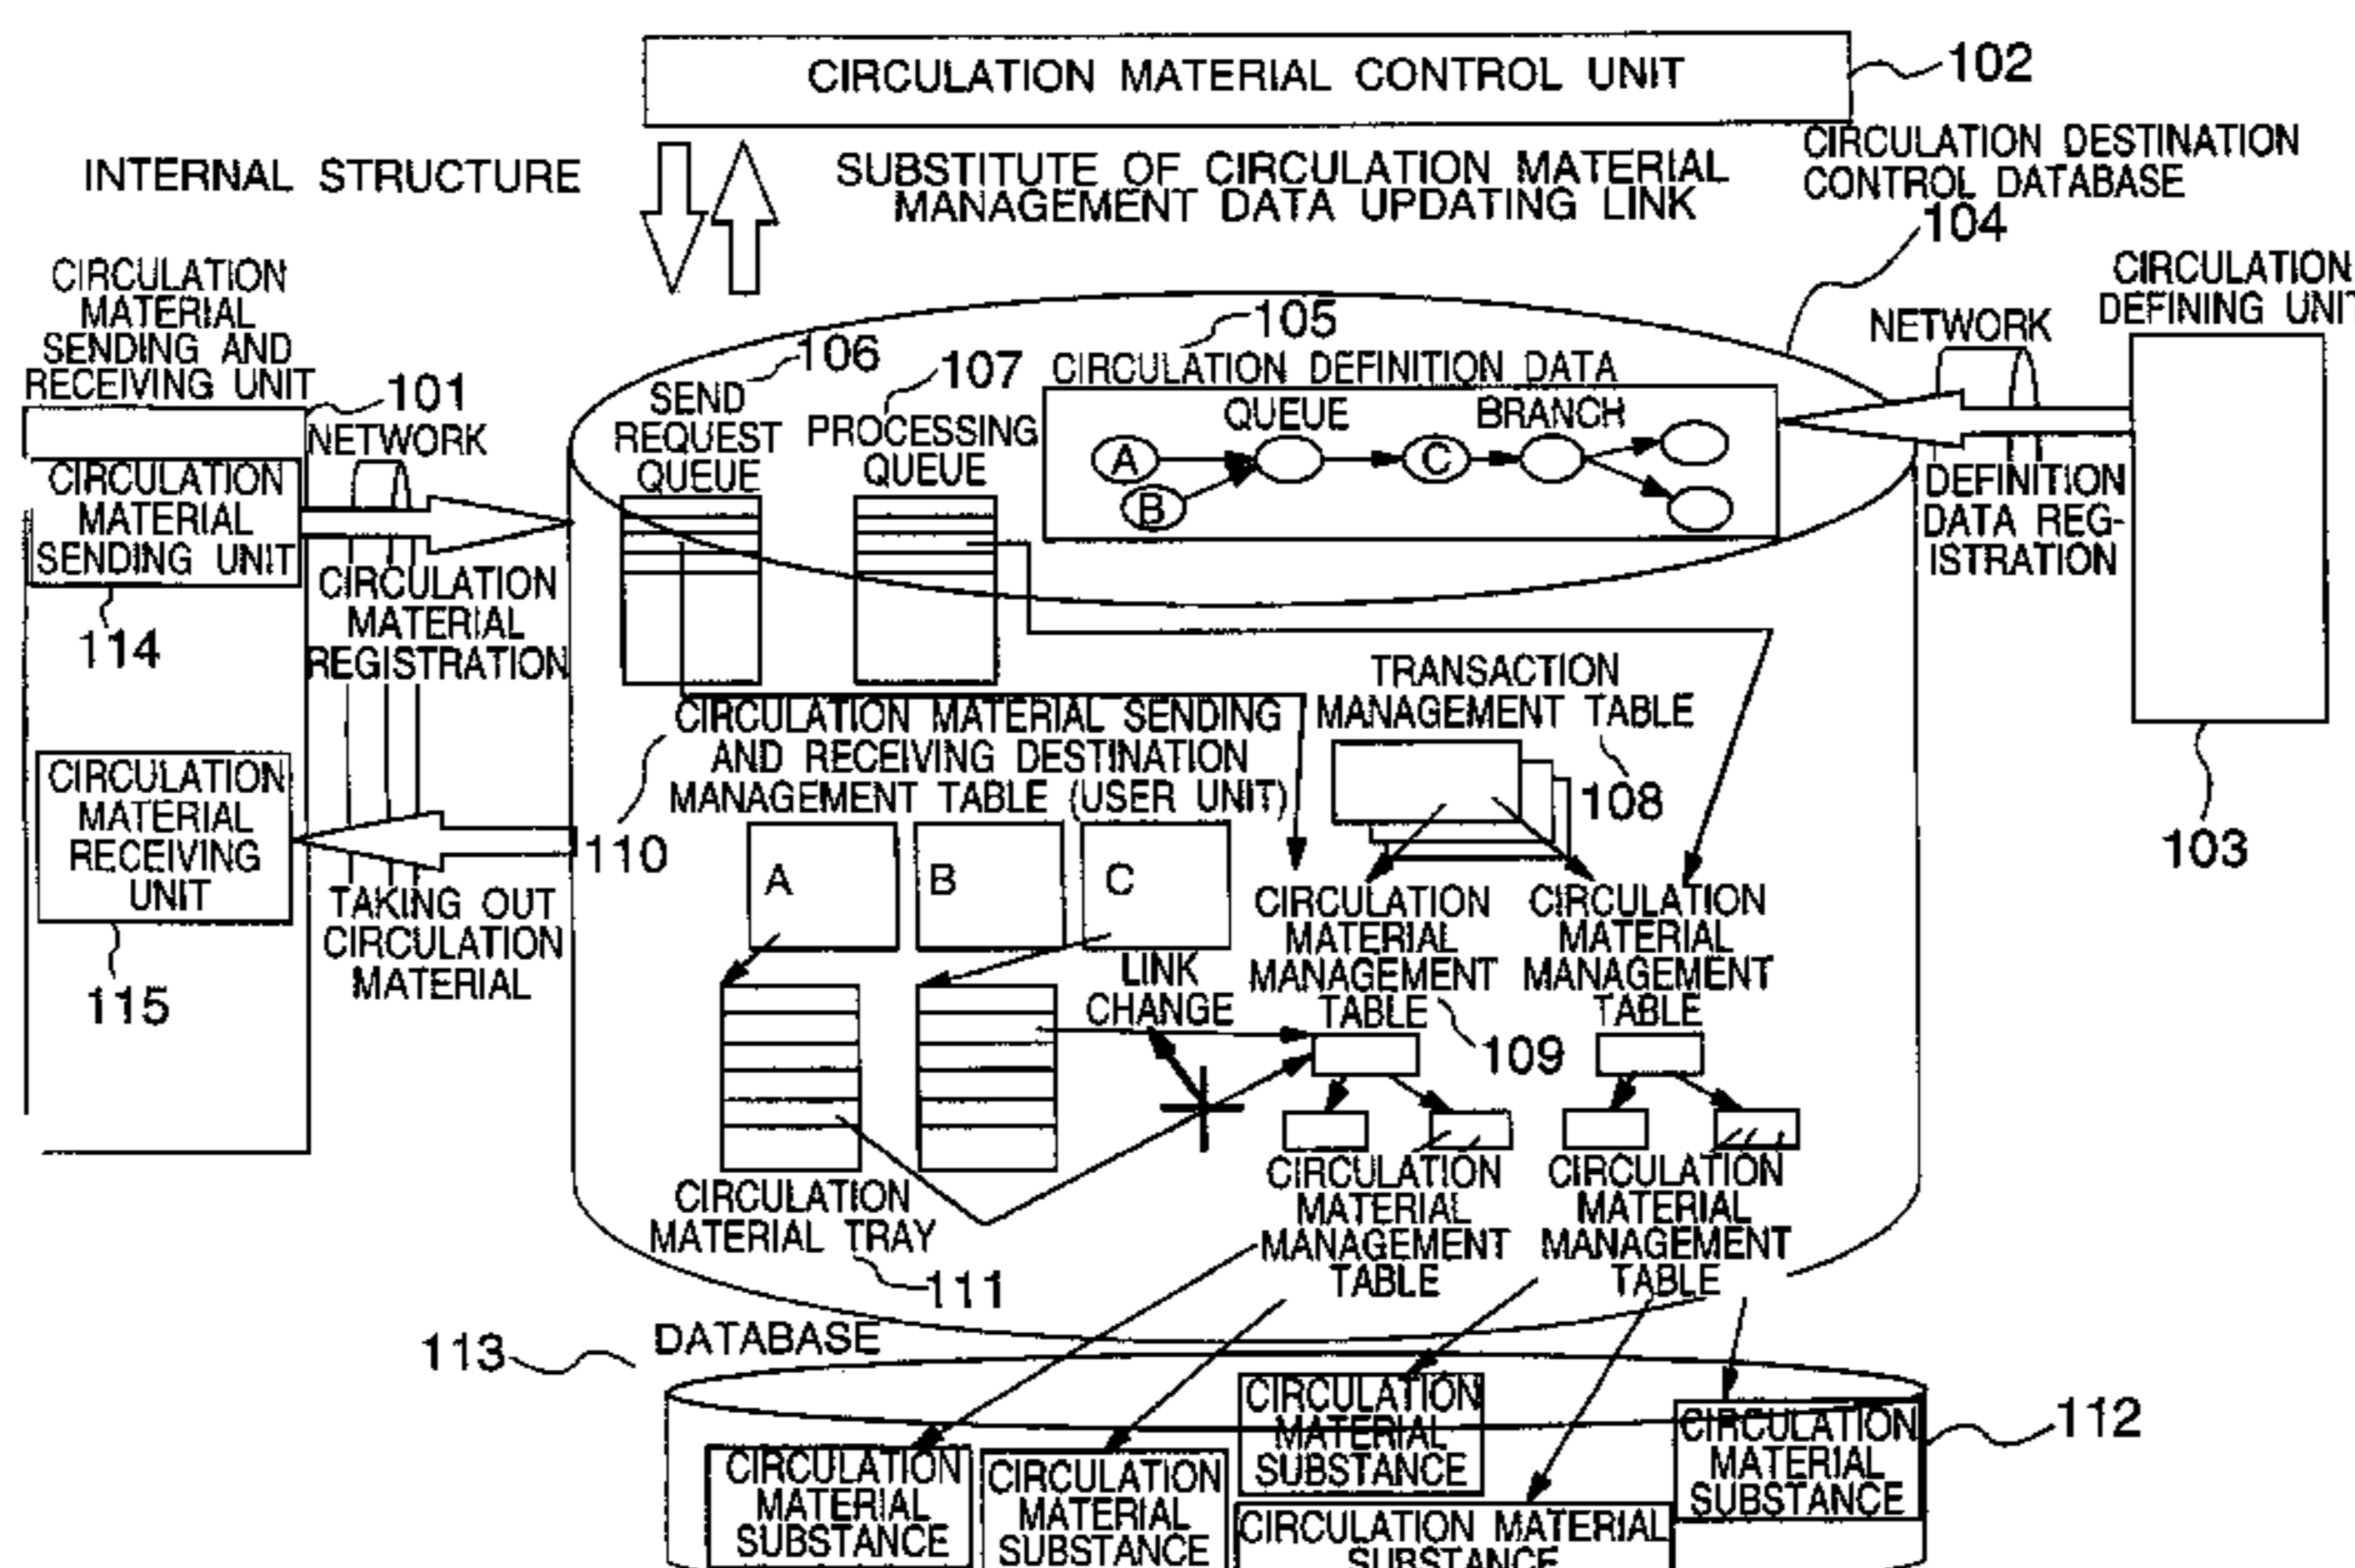 CIRCULATION MATERIAL CONTROL UNIT
102
INTERNAL STRUCTURE
SUBSTITUTE OF CIRCULATION MATERIAL
MANAGEMENT DATA UPDATING LINK
CIRCULATION DESTINATION
CONTROL DATABASE
104
CIRCULATION
MATERIAL
SENDING AND
RECEIVING UNIT
101
NETWORK
CIRCULATION
MATERIAL
SENDING UNIT
114
CIRCULATION
MATERIAL
REGISTRATION
CIRCULATION
MATERIAL
RECEIVING
UNIT
115
TAKING OUT
CIRCULATION
MATERIAL
106
SEND
REQUEST
QUEUE
107
PROCESSING
QUEUE
105
CIRCULATION DEFINITION DATA
QUEUE
BRANCH
A
C
B
NETWORK
CIRCULATION
DEFINING UNIT
DEFINITION
DATA REG-
ISTRATION
103
TRANSACTION
MANAGEMENT TABLE
108
CIRCULATION MATERIAL SENDING
AND RECEIVING DESTINATION
MANAGEMENT TABLE (USER UNIT)
110
A
B
C
LINK
CHANGE
CIRCULATION
MATERIAL
MANAGEMENT
TABLE
109
CIRCULATION
MATERIAL
MANAGEMENT
TABLE
CIRCULATION
MATERIAL TRAY
111
CIRCULATION
MATERIAL
MANAGEMENT
TABLE
CIRCULATION
MATERIAL
MANAGEMENT
TABLE
113
DATABASE
CIRCULATION
MATERIAL
SUBSTANCE
CIRCULATION
MATERIAL
SUBSTANCE
CIRCULATION
MATERIAL
SUBSTANCE
CIRCULATION MATERIAL
SUBSTANCE
CIRCULATION
MATERIAL
SUBSTANCE
112